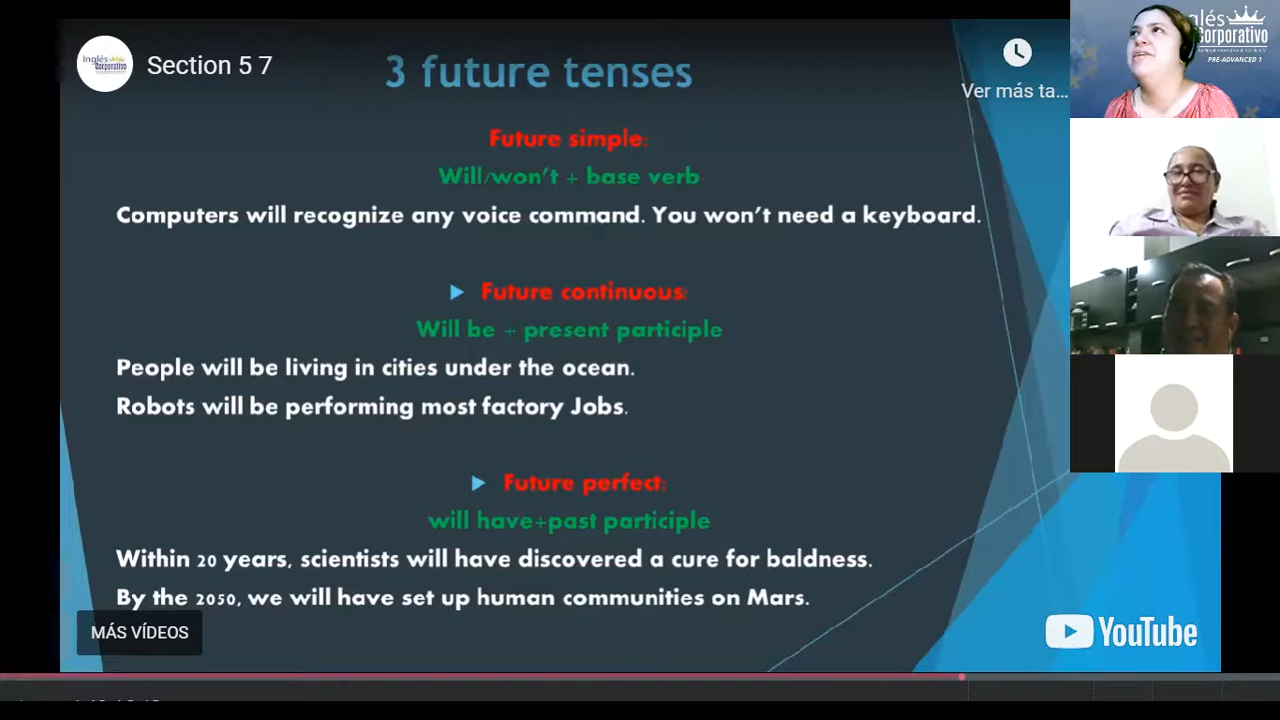 Section 5 7
3 future tenses
Ver más ta...
Future simple:
Will/won't + base verb
Computers will recognize any voice command. You won't need a keyboard.
Future continuous:
Will be + present participle
People will be living in cities under the ocean.
Robots will be performing most factory Jobs.
Future perfect:
will have+past participle
Within 20 years, scientists will have discovered a cure for baldness.
By the 2050, we will have set up human communities on Mars.
MÁS VÍDEOS
YouTube
Inglés
Corporativo
PRE-ADVANCED 1